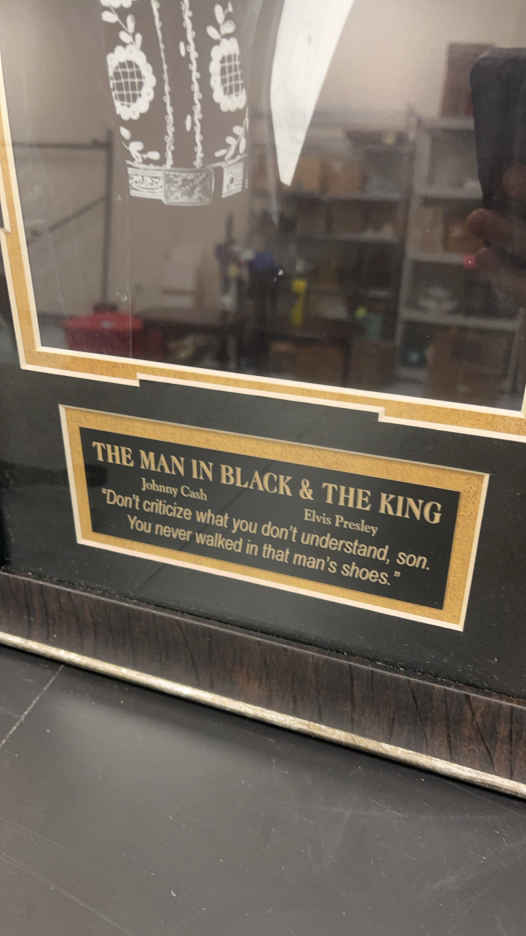 THE MAN IN BLACK & THE KING
Johnny Cash Elvis Presley
"Don't criticize what you don't understand, son.
You never walked in that man's shoes."